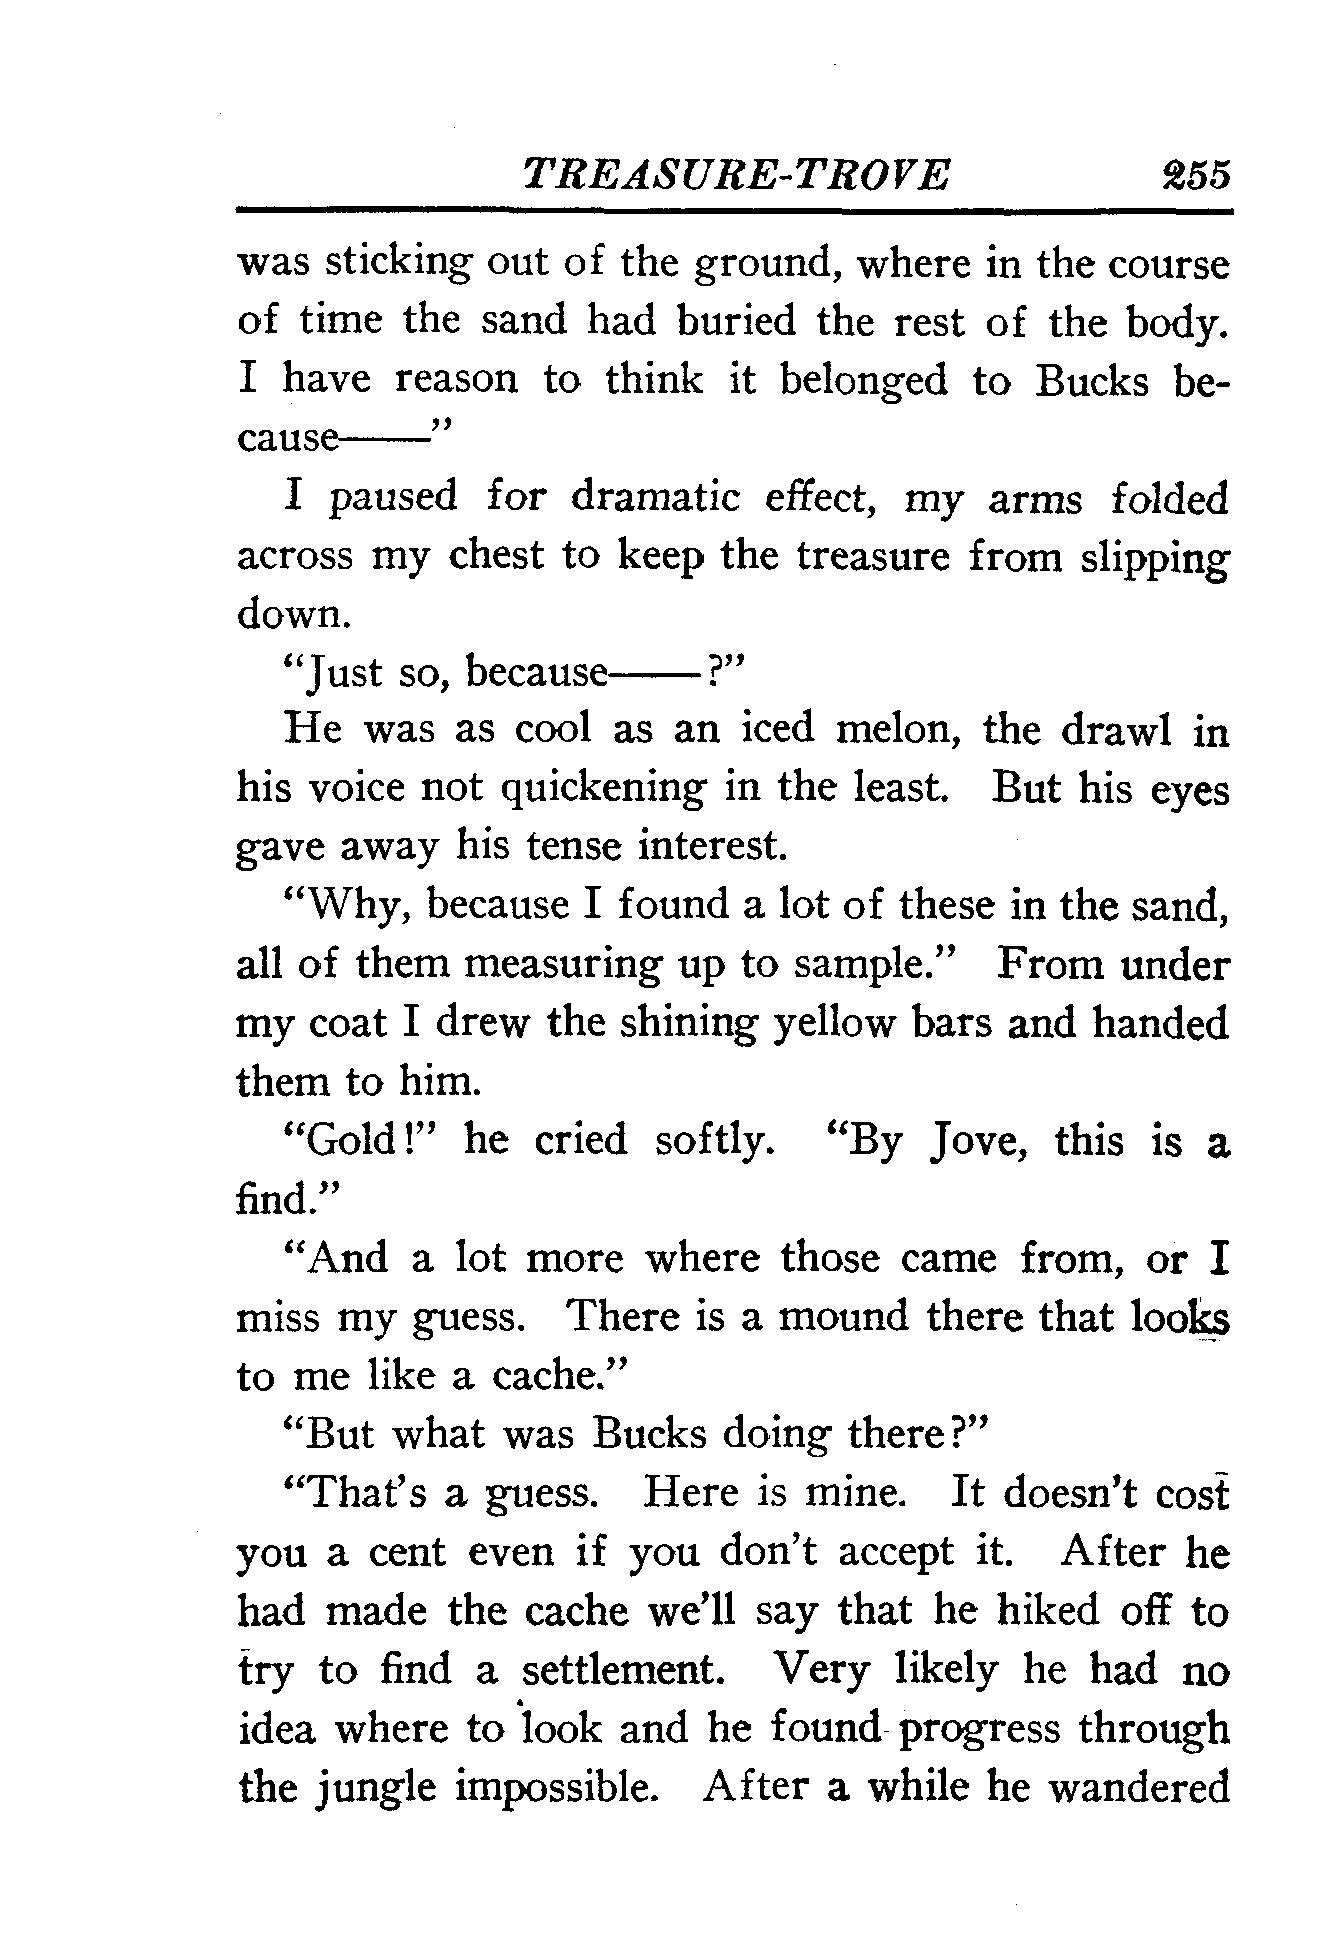 TREASURE-TROVE 255
was sticking out of the ground, where in the course
of time the sand had buried the rest of the body.
I have reason to think it belonged to Bucks be-
cause——"
I paused for dramatic effect, my arms folded
across my chest to keep the treasure from slipping
down.
"Just so, because——?"
He was as cool as an iced melon, the drawl in
his voice not quickening in the least. But his eyes
gave away his tense interest.
"Why, because I found a lot of these in the sand,
all of them measuring up to sample." From under
my coat I drew the shining yellow bars and handed
them to him.
"Gold!" he cried softly. "By Jove, this is a
find."
"And a lot more where those came from, or I
miss my guess. There is a mound there that looks
to me like a cache."
"But what was Bucks doing there?"
"That's a guess. Here is mine. It doesn't cost
you a cent even if you don't accept it. After he
had made the cache we'll say that he hiked off to
try to find a settlement. Very likely he had no
idea where to look and he found progress through
the jungle impossible. After a while he wandered